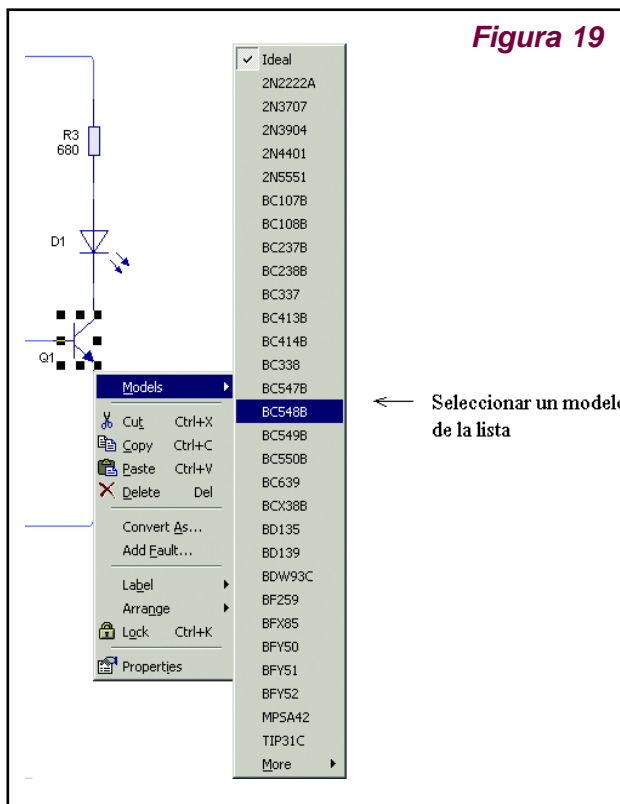 Figura 19
R3
680
D1
Q1
Models
Cut Ctrl+X
Copy Ctrl+C
Paste Ctrl+V
Delete Del
Convert As...
Add Fault...
Label
Arrange
Lock Ctrl+K
Properties
Ideal
2N2222A
2N3707
2N3904
2N4401
2N5551
BC107B
BC108B
BC237B
BC238B
BC337
BC413B
BC414B
BC338
BC547B
BC548B
BC549B
BC550B
BC639
BCX38B
BD135
BD139
BDW93C
BF259
BFX85
BFY50
BFY51
BFY52
MPSA42
TIP31C
More
Seleccionar un modelo
de la lista